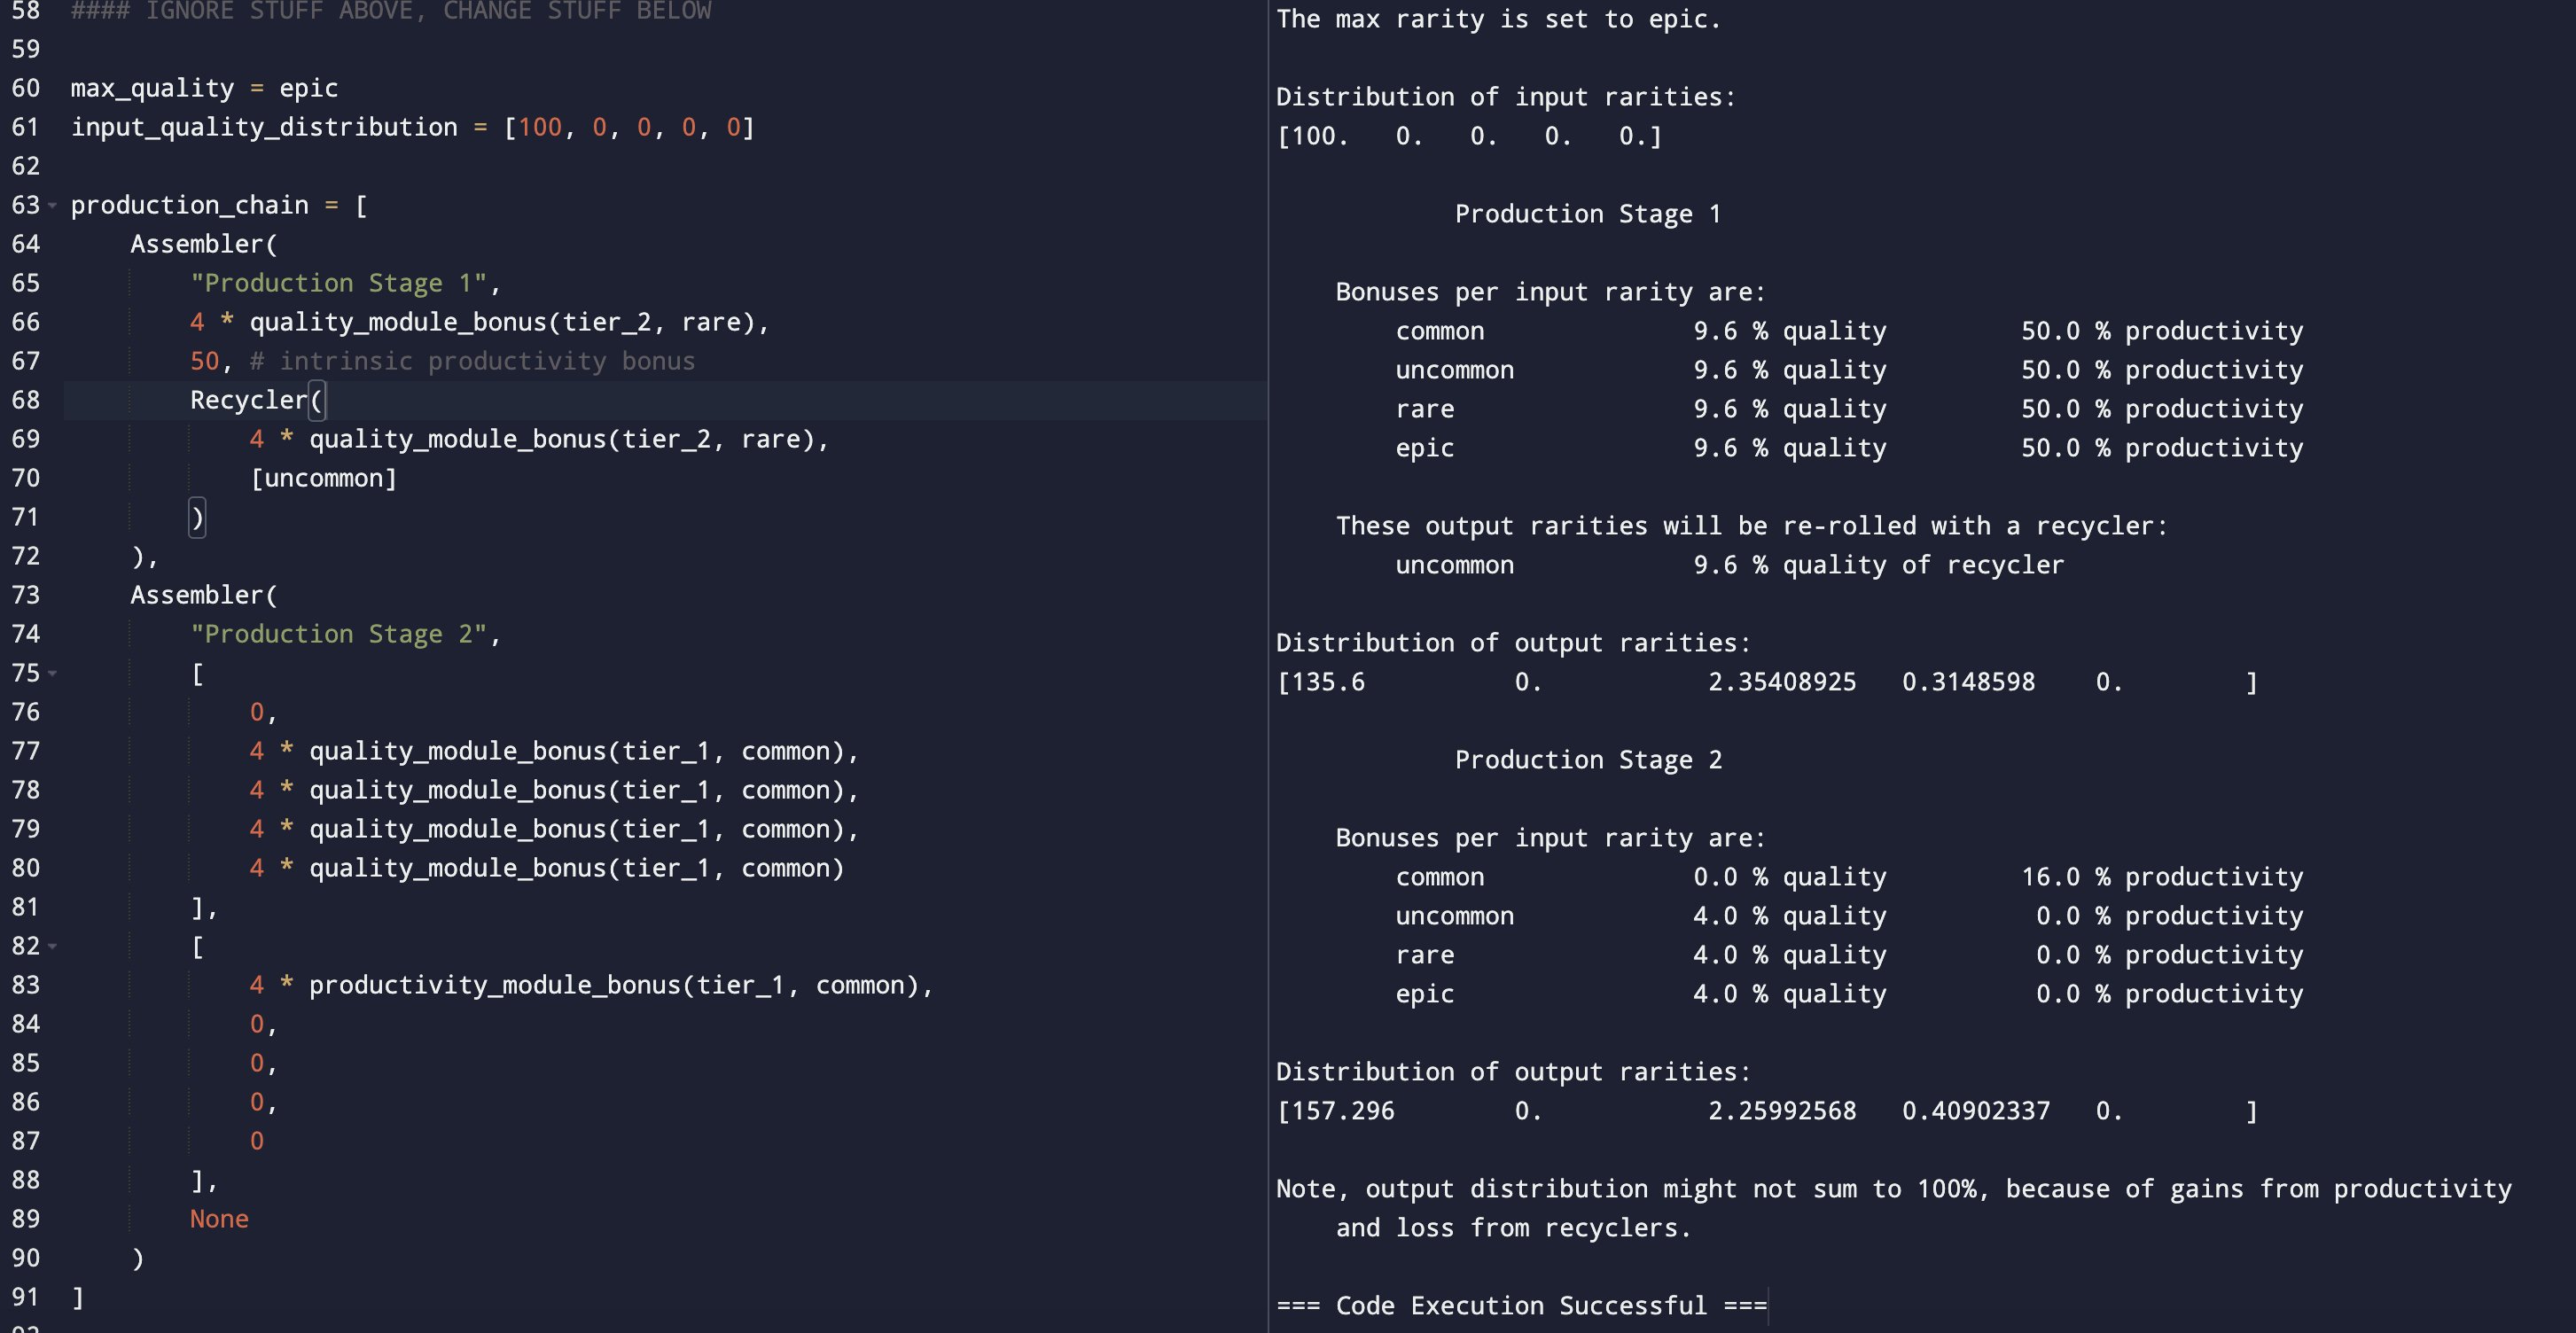 58 #### IGNORE STUFF ABOVE, CHANGE STUFF BELOW
59
60 max_quality = epic
61 input_quality_distribution = [100, 0, 0, 0, 0]
62
63 production_chain = [
64 Assembler(
65 "Production Stage 1",
66 4 * quality_module_bonus(tier_2, rare),
67 50, # intrinsic productivity bonus
68 Recycler(
69 4 * quality_module_bonus(tier_2, rare),
70 [uncommon]
71 )
72 ),
73 Assembler(
74 "Production Stage 2",
75 [
76 0,
77 4 * quality_module_bonus(tier_1, common),
78 4 * quality_module_bonus(tier_1, common),
79 4 * quality_module_bonus(tier_1, common),
80 4 * quality_module_bonus(tier_1, common)
81 ],
82 [
83 4 * productivity_module_bonus(tier_1, common),
84 0,
85 0,
86 0,
87 0
88 ],
89 None
90 )
91 ]
The max rarity is set to epic.
Distribution of input rarities:
[100. 0. 0. 0. 0.]
Production Stage 1
Bonuses per input rarity are:
common 9.6 % quality 50.0 % productivity
uncommon 9.6 % quality 50.0 % productivity
rare 9.6 % quality 50.0 % productivity
epic 9.6 % quality 50.0 % productivity
These output rarities will be re-rolled with a recycler:
uncommon 9.6 % quality of recycler
Distribution of output rarities:
[135.6 0. 2.35408925 0.3148598 0. ]
Production Stage 2
Bonuses per input rarity are:
common 0.0 % quality 16.0 % productivity
uncommon 4.0 % quality 0.0 % productivity
rare 4.0 % quality 0.0 % productivity
epic 4.0 % quality 0.0 % productivity
Distribution of output rarities:
[157.296 0. 2.25992568 0.40902337 0. ]
Note, output distribution might not sum to 100%, because of gains from productivity
and loss from recyclers.
=== Code Execution Successful ===